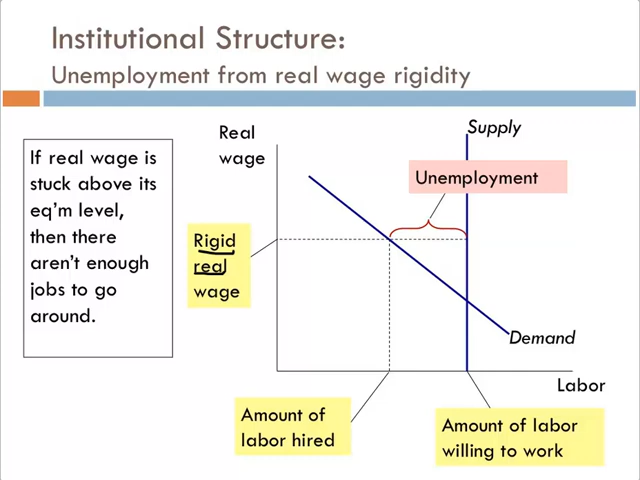 Institutional Structure:
Unemployment from real wage rigidity
If real wage is
stuck above its
eq'm level,
then there
aren't enough
jobs to go
around.
Real
wage
Supply
Unemployment
Rigid
real
wage
Demand
Labor
Amount of
labor hired
Amount of labor
willing to work